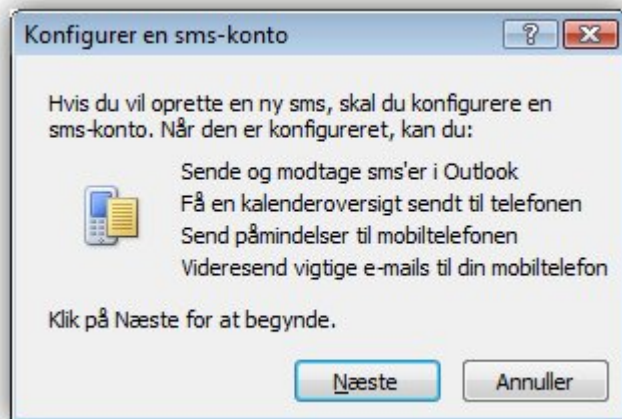 Konfigurer en sms-konto
Hvis du vil oprette en ny sms, skal du konfigurere en
sms-konto. Når den er konfigureret, kan du:
Sende og modtage sms'er i Outlook
Få en kalenderoversigt sendt til telefonen
Send påmindelser til mobiltelefonen
Videresend vigtige e-mails til din mobiltelefon
Klik på Næste for at begynde.
Næste
Annuller